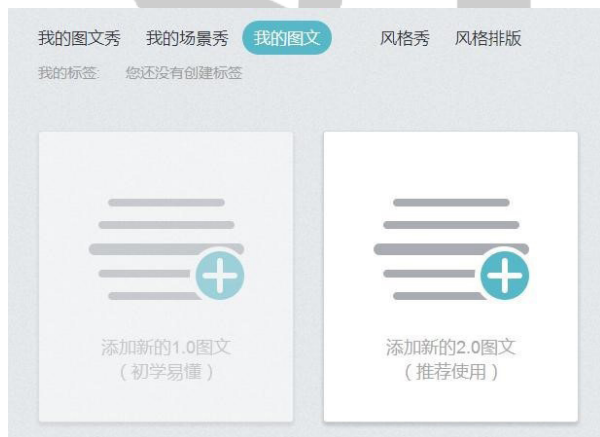 我的图文秀 我的场景秀 我的图文 风格秀 风格排版
我的标签: 您还没有创建标签
添加新的1.0图文 添加新的2.0图文
（初学易懂） （推荐使用）